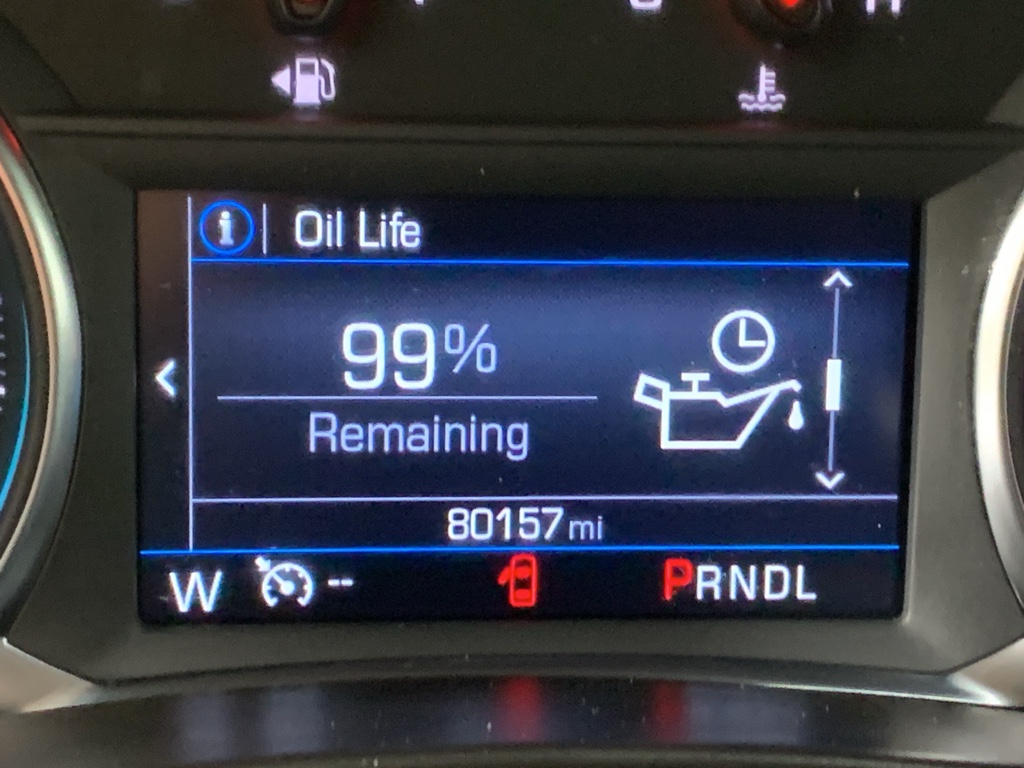 Oil Life
99%
Remaining
80157 mi
W -- PRNDL